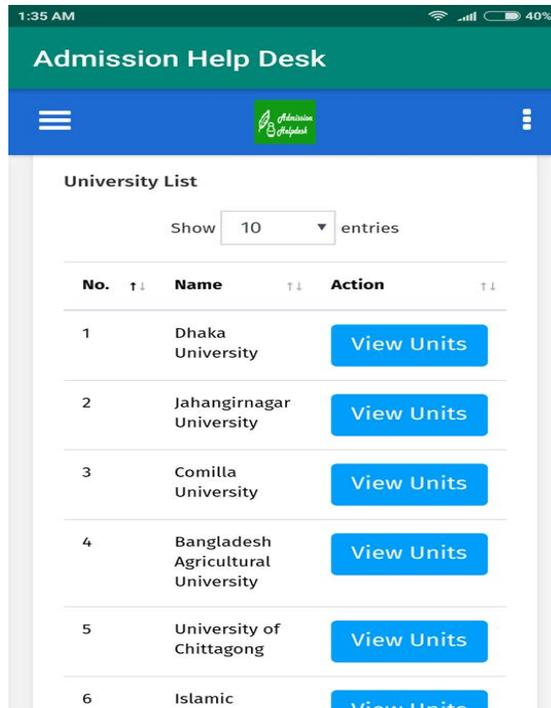 1:35 AM 40%
Admission Help Desk
Admission
Helpdesk
University List
Show 10 entries
No. Name Action
1 Dhaka University View Units
2 Jahangirnagar University View Units
3 Comilla University View Units
4 Bangladesh Agricultural University View Units
5 University of Chittagong View Units
6 Islamic View Units